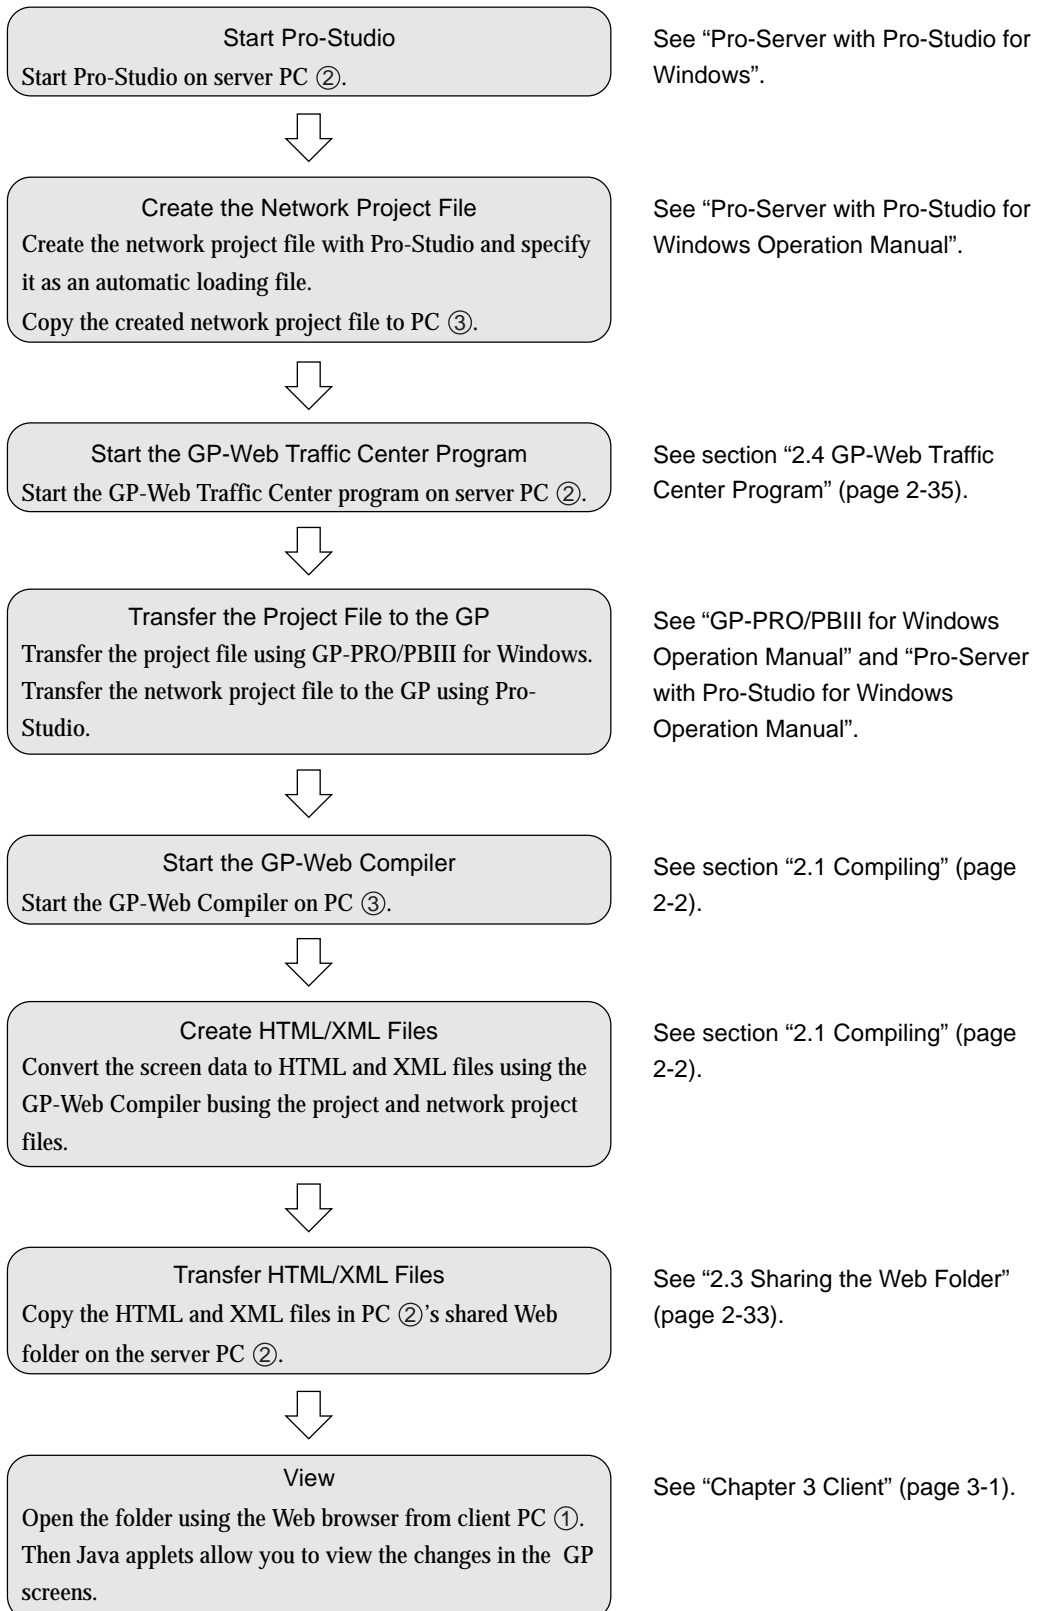 Start Pro-Studio
Start Pro-Studio on server PC ②.
See “Pro-Server with Pro-Studio for
Windows”.
Create the Network Project File
Create the network project file with Pro-Studio and specify
it as an automatic loading file.
Copy the created network project file to PC ③.
See “Pro-Server with Pro-Studio for
Windows Operation Manual”.
Start the GP-Web Traffic Center Program
Start the GP-Web Traffic Center program on server PC ②.
See section “2.4 GP-Web Traffic
Center Program” (page 2-35).
Transfer the Project File to the GP
Transfer the project file using GP-PRO/PBIII for Windows.
Transfer the network project file to the GP using Pro-
Studio.
See “GP-PRO/PBIII for Windows
Operation Manual” and “Pro-Server
with Pro-Studio for Windows
Operation Manual”.
Start the GP-Web Compiler
Start the GP-Web Compiler on PC ③.
See section “2.1 Compiling” (page
2-2).
Create HTML/XML Files
Convert the screen data to HTML and XML files using the
GP-Web Compiler busing the project and network project
files.
See section “2.1 Compiling” (page
2-2).
Transfer HTML/XML Files
Copy the HTML and XML files in PC ②’s shared Web
folder on the server PC ②.
See “2.3 Sharing the Web Folder”
(page 2-33).
View
Open the folder using the Web browser from client PC ①.
Then Java applets allow you to view the changes in the GP
screens.
See “Chapter 3 Client” (page 3-1).